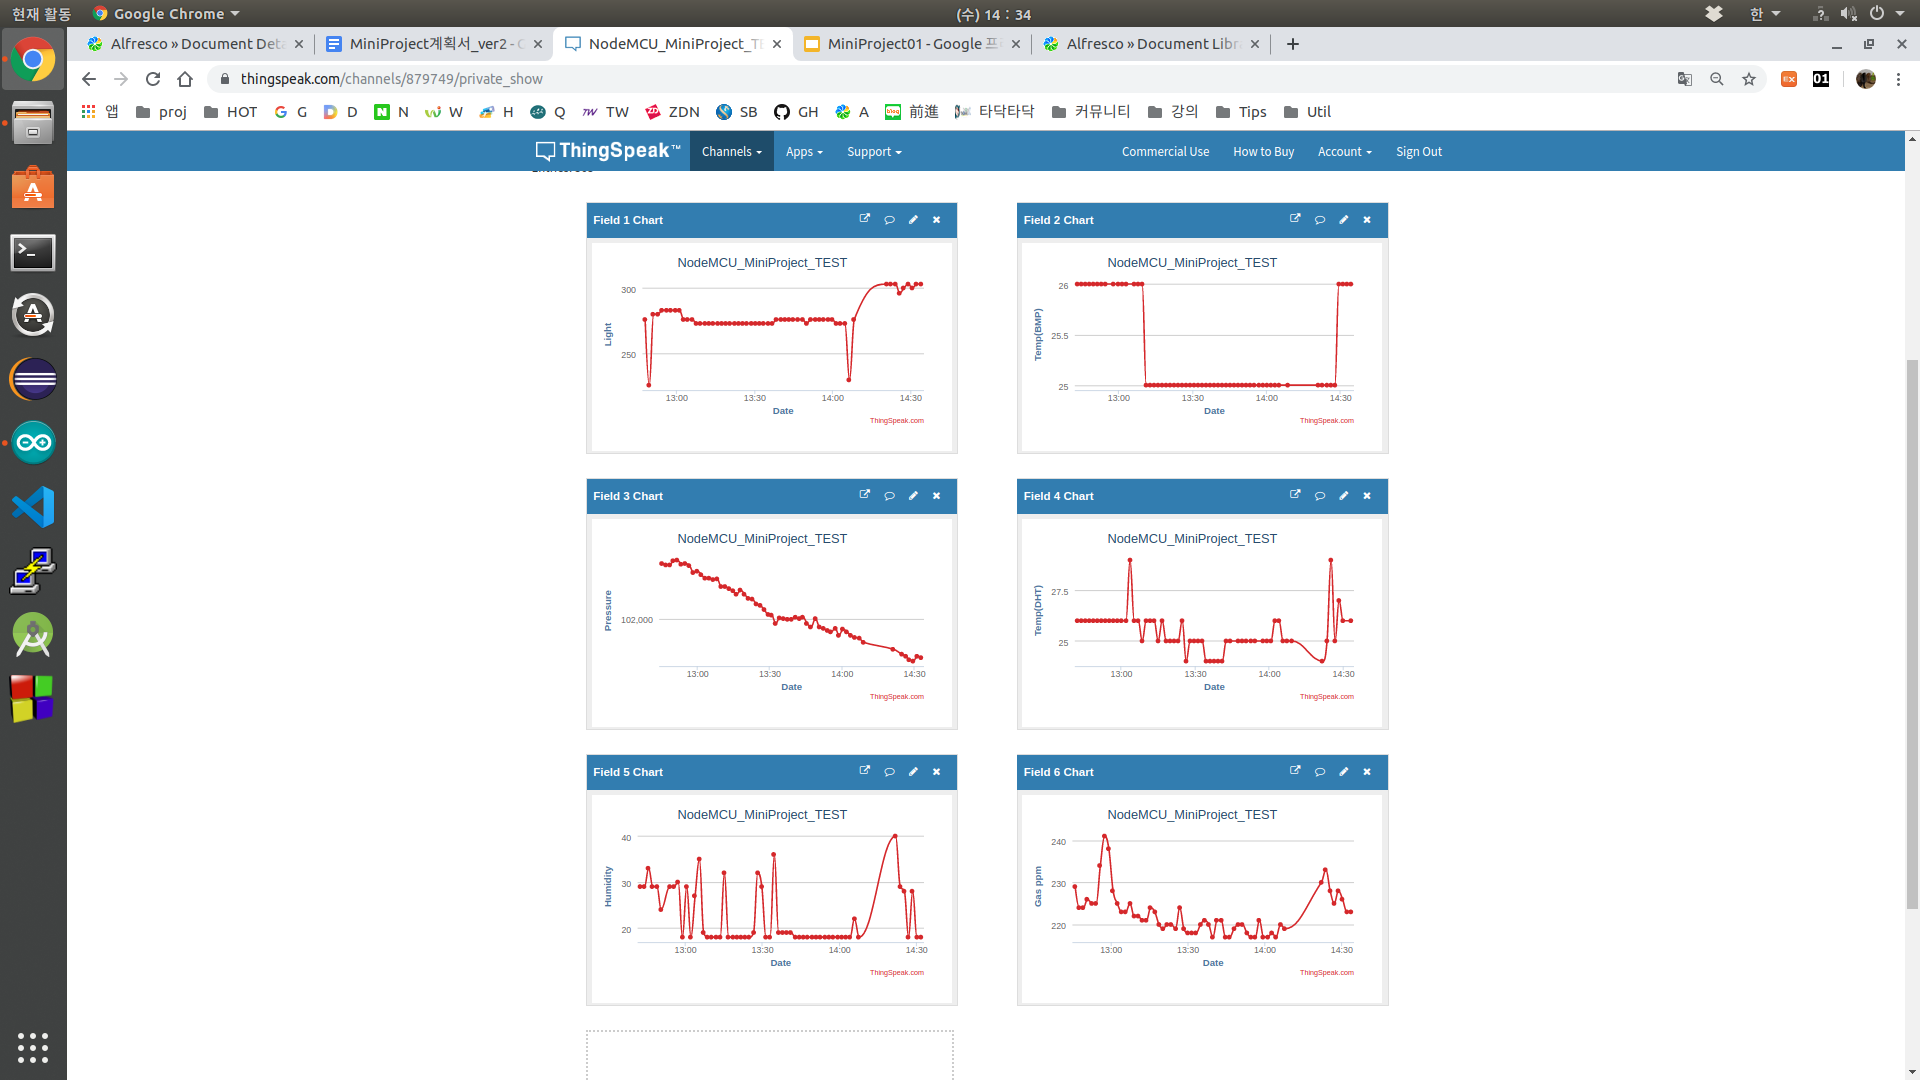 현재 활동 Google Chrome (수) 14 : 34 한
Alfresco » Document Deta MiniProject계획서_ver2 - G NodeMCU_MiniProject_TE MiniProject01 - Google 프 Alfresco » Document Libr
thingspeak.com/channels/879749/private_show
앱 proj HOT G D N W H Q TW ZDN SB GH A 前進 타닥타닥 커뮤니티 강의 Tips Util
ThingSpeak™ Channels Apps Support Commercial Use How to Buy Account Sign Out
Field 1 Chart
NodeMCU_MiniProject_TEST
Light
300
250
13:00 13:30 14:00 14:30
Date
ThingSpeak.com
Field 2 Chart
NodeMCU_MiniProject_TEST
Temp(BMP)
26
25.5
25
13:00 13:30 14:00 14:30
Date
ThingSpeak.com
Field 3 Chart
NodeMCU_MiniProject_TEST
Pressure
102,000
13:00 13:30 14:00 14:30
Date
ThingSpeak.com
Field 4 Chart
NodeMCU_MiniProject_TEST
Temp(DHT)
27.5
25
13:00 13:30 14:00 14:30
Date
ThingSpeak.com
Field 5 Chart
NodeMCU_MiniProject_TEST
Humidity
40
30
20
13:00 13:30 14:00 14:30
Date
ThingSpeak.com
Field 6 Chart
NodeMCU_MiniProject_TEST
Gas ppm
240
230
220
13:00 13:30 14:00 14:30
Date
ThingSpeak.com